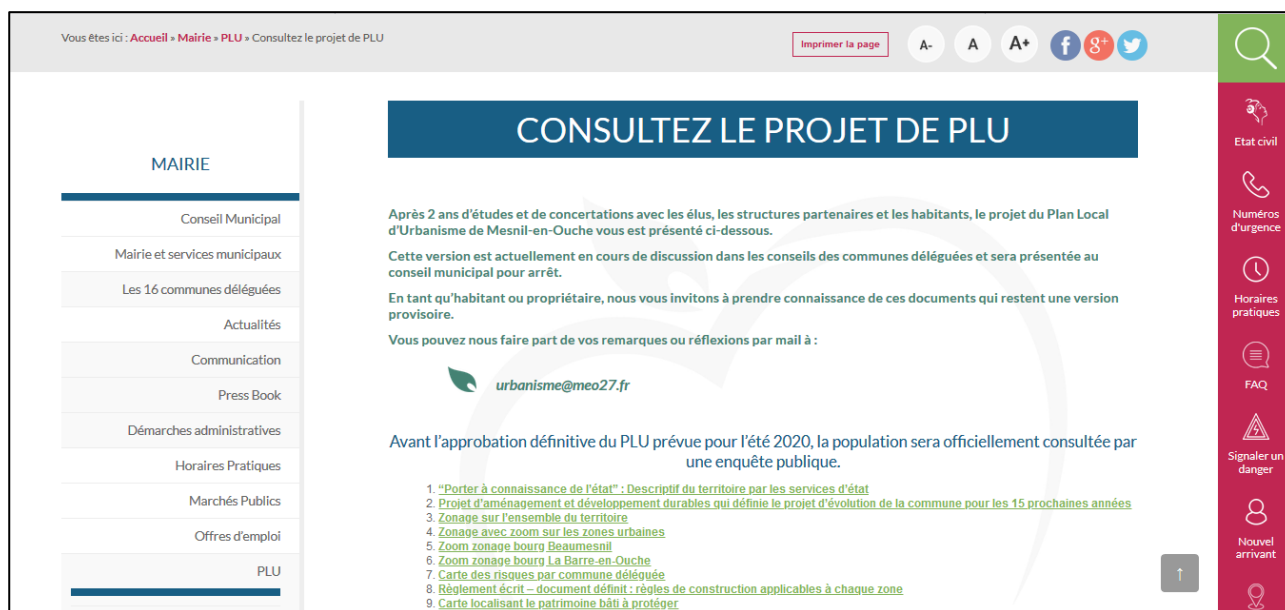 Vous êtes ici : Accueil » Mairie » PLU » Consultez le projet de PLU
Imprimer la page
A-
A
A+
f
g+
CONSULTEZ LE PROJET DE PLU
MAIRIE
Conseil Municipal
Mairie et services municipaux
Les 16 communes déléguées
Actualités
Communication
Press Book
Démarches administratives
Horaires Pratiques
Marchés Publics
Offres d'emploi
PLU
Après 2 ans d'études et de concertations avec les élus, les structures partenaires et les habitants, le projet du Plan Local
d'Urbanisme de Mesnil-en-Ouche vous est présenté ci-dessous.
Cette version est actuellement en cours de discussion dans les conseils des communes déléguées et sera présentée au
conseil municipal pour arrêt.
En tant qu'habitant ou propriétaire, nous vous invitons à prendre connaissance de ces documents qui restent une version
provisoire.
Vous pouvez nous faire part de vos remarques ou réflexions par mail à :
urbanisme@meo27.fr
Avant l'approbation définitive du PLU prévue pour l'été 2020, la population sera officiellement consultée par
une enquête publique.
1. "Porter à connaissance de l'état" : Descriptif du territoire par les services d'état
2. Projet d'aménagement et développement durables qui définie le projet d'évolution de la commune pour les 15 prochaines années
3. Zonage sur l'ensemble du territoire
4. Zonage avec zoom sur les zones urbaines
5. Zoom zonage bourg Beaumesnil
6. Zoom zonage bourg La Barre-en-Ouche
7. Carte des risques par commune déléguée
8. Règlement écrit – document définit : règles de construction applicables à chaque zone
9. Carte localisant le patrimoine bâti à protéger
Etat civil
Numéros
d'urgence
Horaires
pratiques
FAQ
Signaler un
danger
Nouvel
arrivant